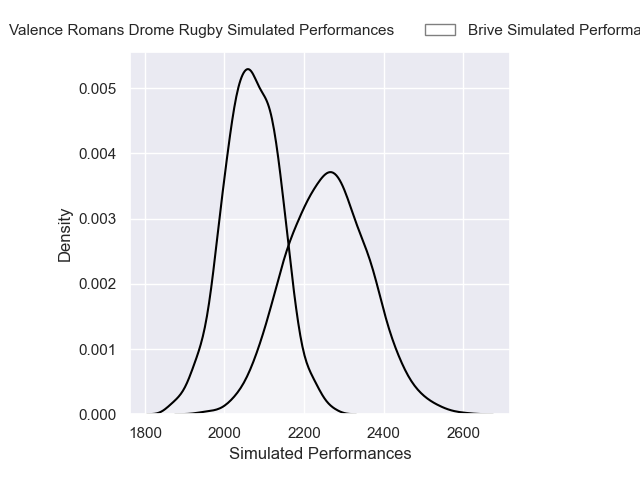 Valence Romans Drome Rugby Simulated Performances Brive Simulated
0.005
0.004
0.003
0.002
0.001
0.000
Density
1800 2000 2200 2400 2600
Simulated Performances